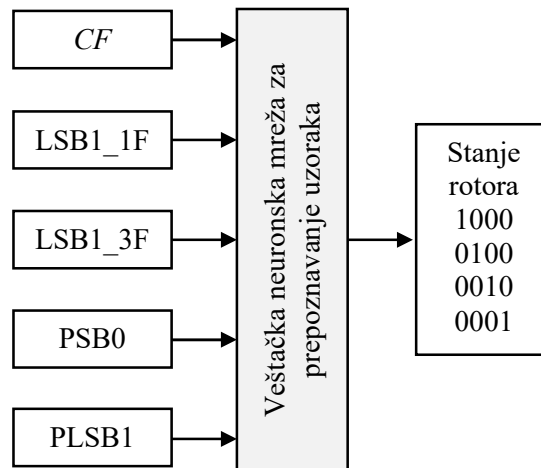 CF
LSB1_1F
LSB1_3F
PSB0
PLSB1
Veštačka neuronska mreža za
prepoznavanje uzoraka
Stanje
rotora
1000
0100
0010
0001